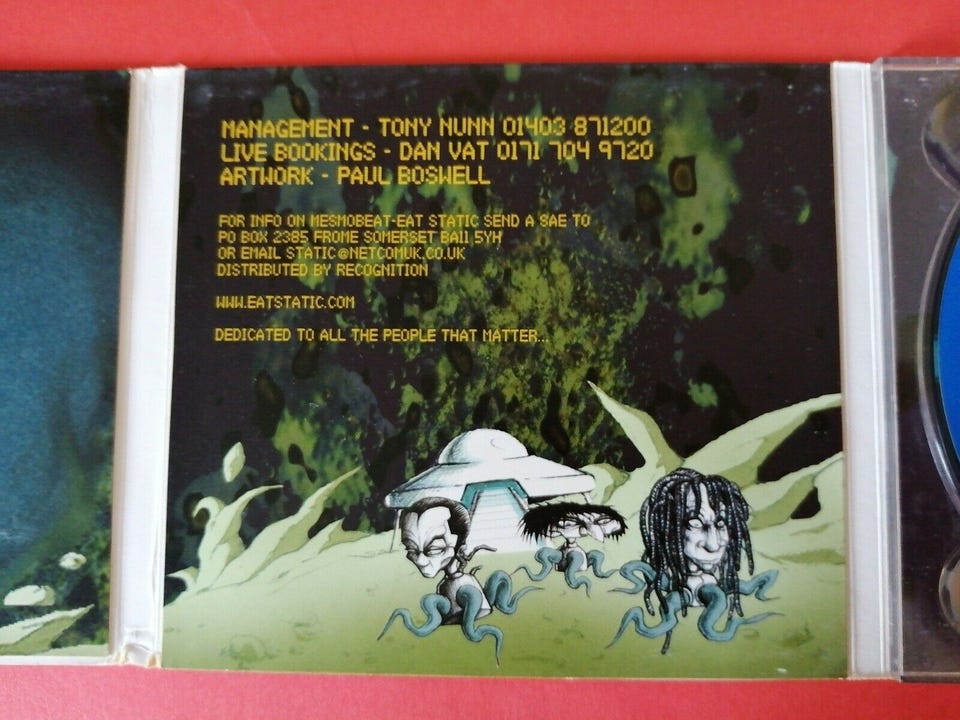 MANAGEMENT - TONY NUNN 01403 871200
LIVE BOOKINGS - DAN VAT 0171 704 9720
ARTWORK - PAUL BOSWELL
FOR INFO ON MESMOBEAT-EAT STATIC SEND A SAE TO
PO BOX 2385 FROME SOMERSET BA11 5YH
OR EMAIL STATIC@NETCOMUK.CO.UK
DISTRIBUTED BY RECOGNITION
WWW.EATSTATIC.COM
DEDICATED TO ALL THE PEOPLE THAT MATTER...